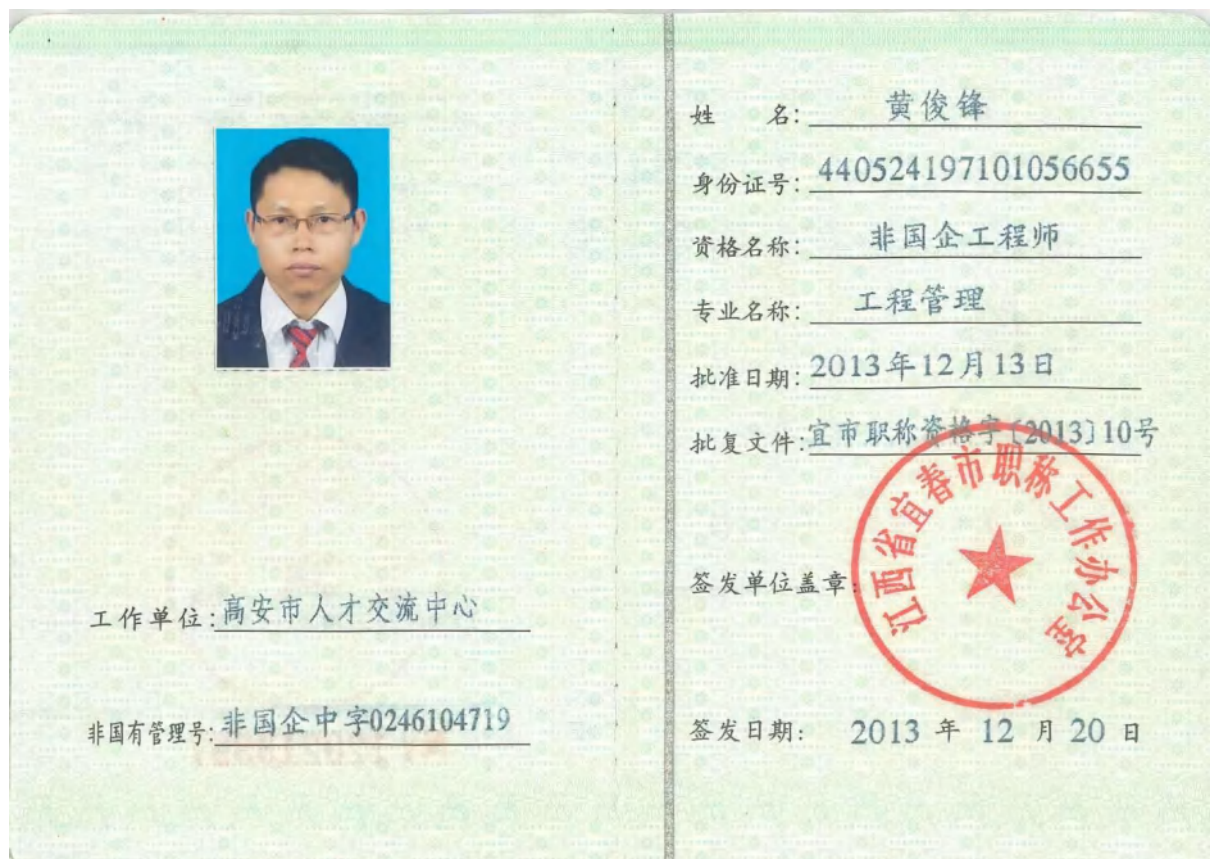 工作单位:高安市人才交流中心
非国有管理号:非国企中字0246104719
姓 名:黄俊锋
身份证号:440524197101056655
资格名称:非国企工程师
专业名称:工程管理
批准日期:2013年12月13日
批复文件:宜市职称资格字〔2013〕10号
江西省宜春市职称工作办公室
签发单位盖章:
签发日期: 2013 年 12 月 20 日